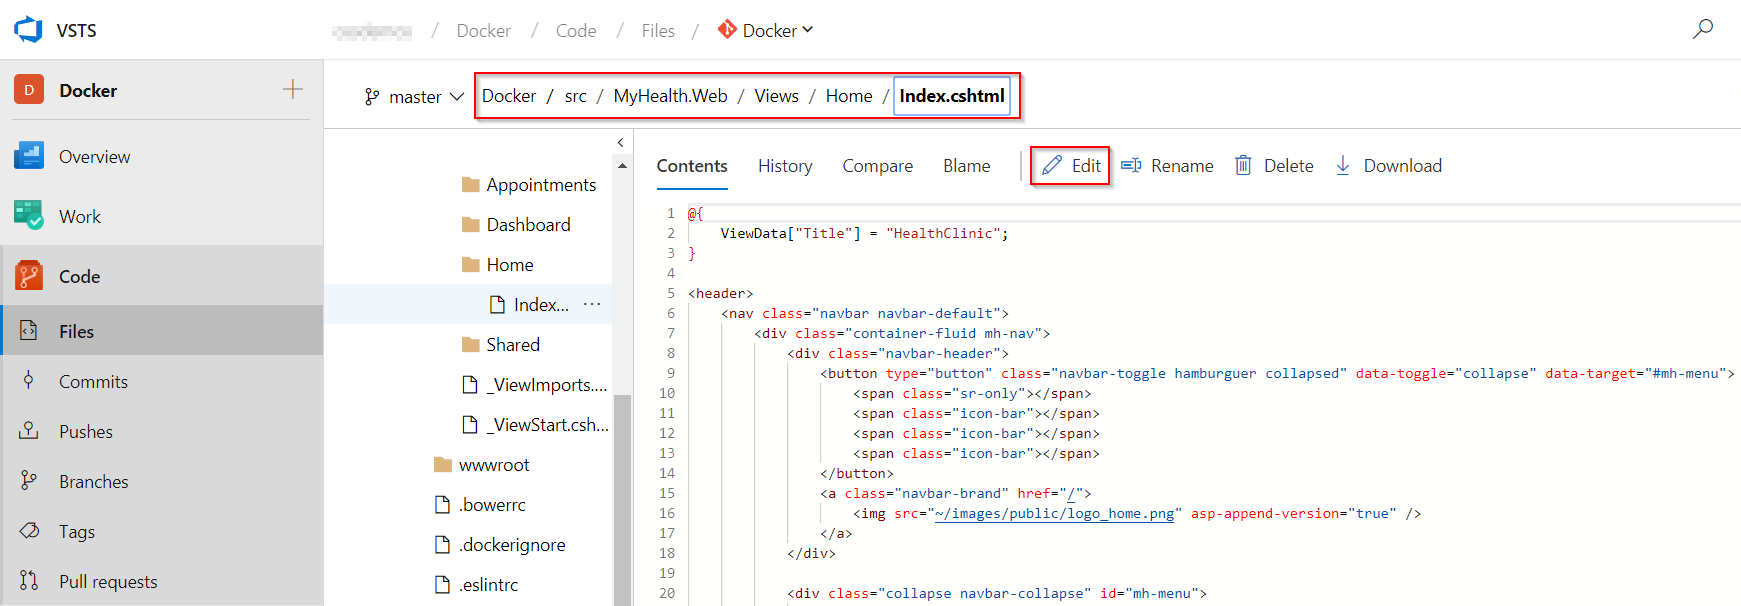 VSTS
/ Docker / Code / Files / Docker
D Docker
Overview
Work
Code
Files
Commits
Pushes
Branches
Tags
Pull requests
master Docker / src / MyHealth.Web / Views / Home / Index.cshtml
Appointments
Dashboard
Home
Index... ...
Shared
_ViewImports....
_ViewStart.csh...
wwwroot
.bowerrc
.dockerignore
.eslintrc
Contents History Compare Blame Edit Rename Delete Download
1 @{
2     ViewData["Title"] = "HealthClinic";
3 }
4
5 <header>
6     <nav class="navbar navbar-default">
7         <div class="container-fluid mh-nav">
8             <div class="navbar-header">
9                 <button type="button" class="navbar-toggle hamburguer collapsed" data-toggle="collapse" data-target="#mh-menu">
10                     <span class="sr-only"></span>
11                     <span class="icon-bar"></span>
12                     <span class="icon-bar"></span>
13                     <span class="icon-bar"></span>
14                 </button>
15                 <a class="navbar-brand" href="/">
16                     <img src="~/images/public/logo_home.png" asp-append-version="true" />
17                 </a>
18             </div>
19
20             <div class="collapse navbar-collapse" id="mh-menu">